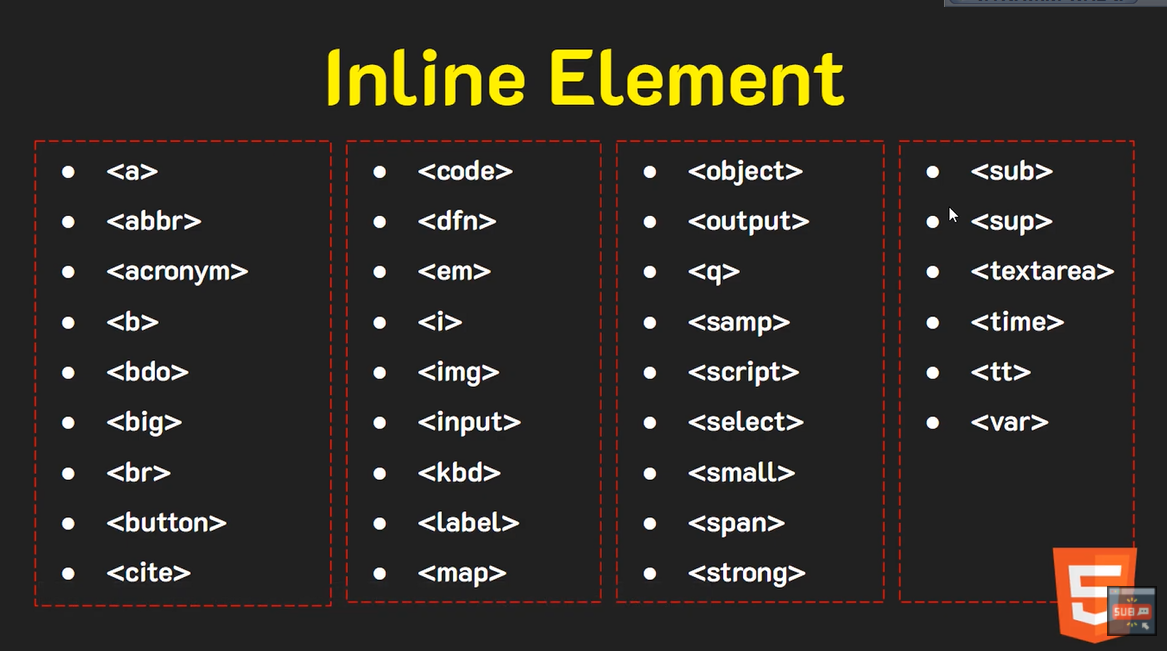 Inline Element
<a>
<abbr>
<acronym>
<b>
<bdo>
<big>
<br>
<button>
<cite>
<code>
<dfn>
<em>
<i>
<img>
<input>
<kbd>
<label>
<map>
<object>
<output>
<q>
<samp>
<script>
<select>
<small>
<span>
<strong>
<sub>
<sup>
<textarea>
<time>
<tt>
<var>
5
SUB